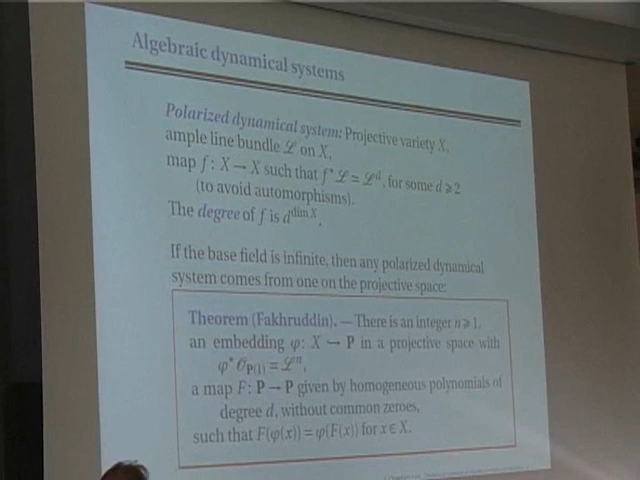 Algebraic dynamical systems
Polarized dynamical system: Projective variety X,
ample line bundle ℒ on X,
map f : X → X such that f* ℒ ≃ ℒ^d, for some d ⩾ 2
(to avoid automorphisms).
The degree of f is d^dim X.
If the base field is infinite, then any polarized dynamical
system comes from one on the projective space:
Theorem (Fakhruddin). — There is an integer n ⩾ 1,
an embedding φ: X ↪ P in a projective space with
φ* 𝒪_P(1) = ℒ^n,
a map F : P → P given by homogeneous polynomials of
degree d, without common zeroes,
such that F(φ(x)) = φ(F(x)) for x ∈ X.